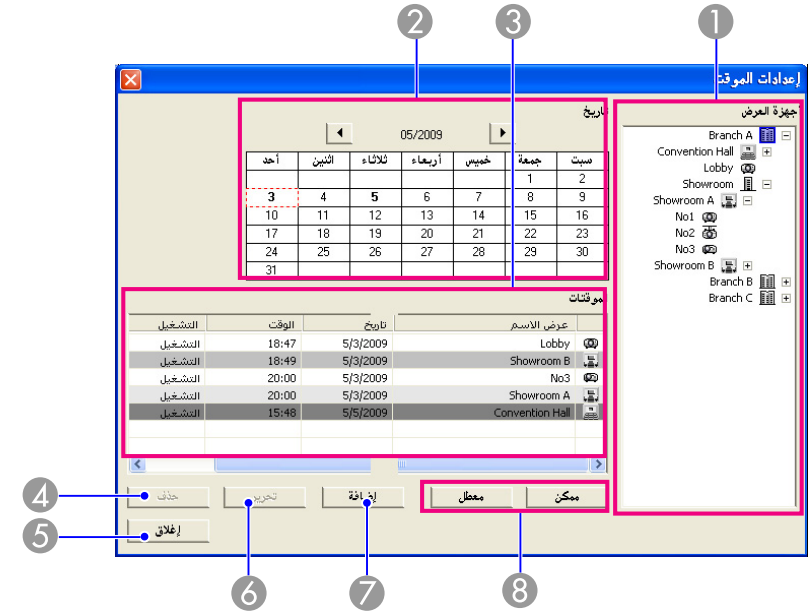 2 3 1
إعدادات الموقت
أجهزة العرض
Branch A
Convention Hall
Lobby
Showroom
Showroom A
No1
No2
No3
Showroom B
Branch B
Branch C
تاريخ
05/2009
أحد اثنين ثلاثاء أربعاء خميس جمعة سبت
1 2
3 4 5 6 7 8 9
10 11 12 13 14 15 16
17 18 19 20 21 22 23
24 25 26 27 28 29 30
31
الموقتات
عرض الاسم تاريخ الوقت التشغيل
Lobby 5/3/2009 18:47 التشغيل
Showroom B 5/3/2009 18:49 التشغيل
No3 5/3/2009 20:00 التشغيل
Showroom A 5/3/2009 20:00 التشغيل
Convention Hall 5/5/2009 15:48 التشغيل
ممكن معطل إضافة تحرير حذف 4
إغلاق 5
6 7 8